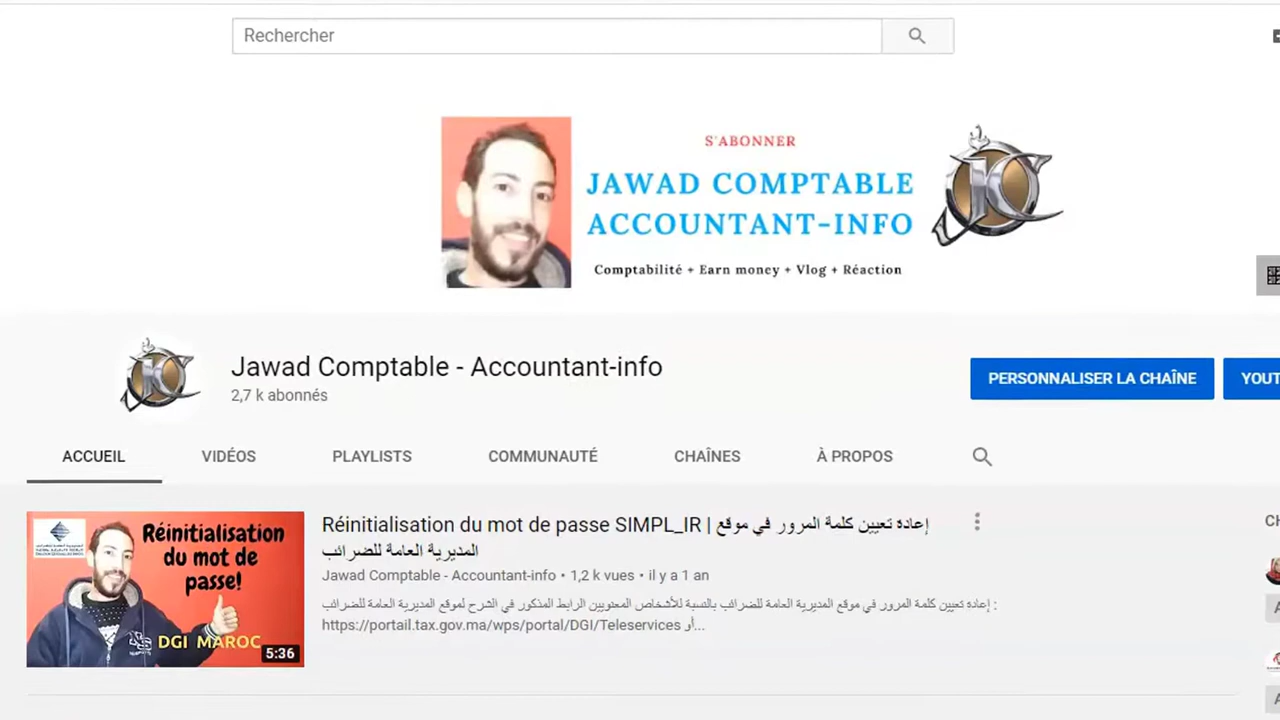 Rechercher
S'ABONNER
JAWAD COMPTABLE
ACCOUNTANT-INFO
Comptabilité + Earn money + Vlog + Réaction
Jawad Comptable - Accountant-info
2,7 k abonnés
PERSONNALISER LA CHAÎNE
YOUT
ACCUEIL
VIDÉOS
PLAYLISTS
COMMUNAUTÉ
CHAÎNES
À PROPOS
Réinitialisation
du mot de
passe!
DGI MAROC
5:36
Réinitialisation du mot de passe SIMPL_IR | إعادة تعيين كلمة المرور في موقع
المديرية العامة للضرائب
Jawad Comptable - Accountant-info • 1,2 k vues • il y a 1 an
إعادة تعيين كلمة المرور في موقع المديرية العامة للضرائب بالنسبة للأشخاص المعنويين الرابط المذكور في الشرح لموقع المديرية العامة للضرائب :
https://portail.tax.gov.ma/wps/portal/DGI/Teleservices أو...
CH